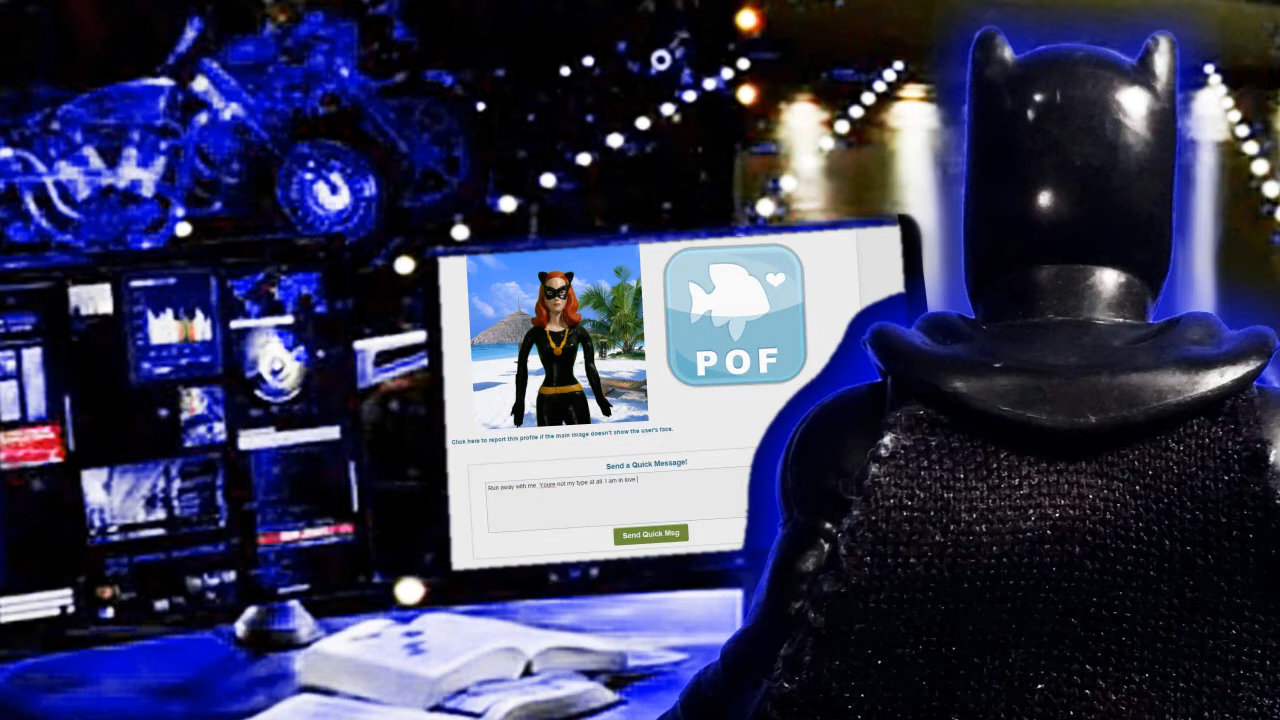 POF
Click here to report this profile if the main image doesn't show the user's face.
Send a Quick Message!
Run away with me. Youre not my type at all. I am in love
Send Quick Msg